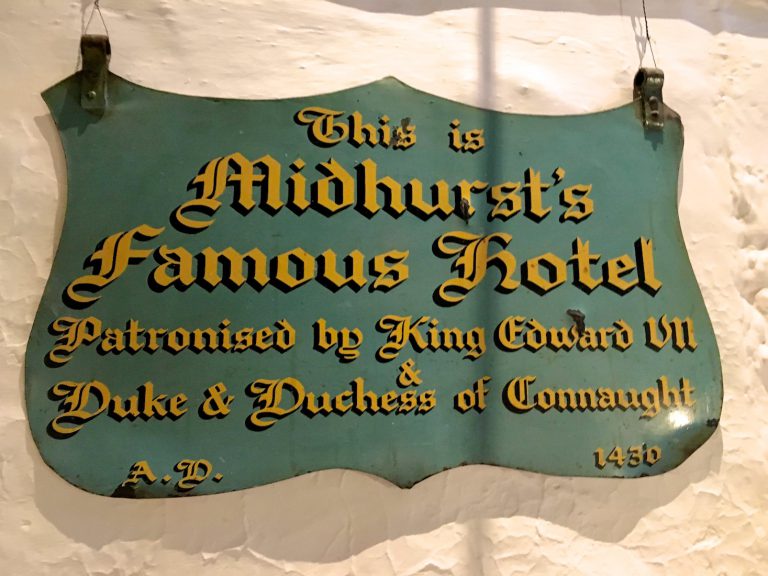 This is
Midhurst's
Famous Hotel
Patronised by King Edward VII
&
Duke & Duchess of Connaught
A.D. 1430